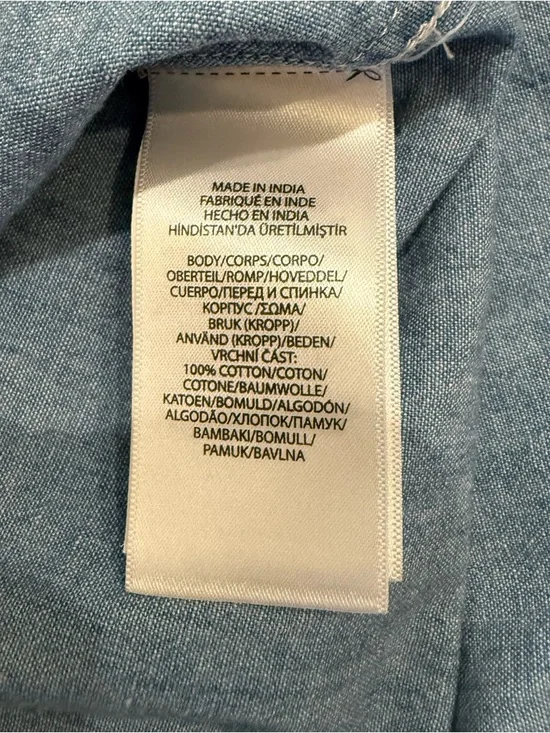 MADE IN INDIA
FABRIQUÉ EN INDE
HECHO EN INDIA
HİNDİSTAN'DA ÜRETİLMİŞTİR
BODY/CORPS/CORPO/
OBERTEIL/ROMP/HOVEDDEL/
CUERPO/ПЕРЕД И СПИНКА/
КОРПУС /ΣΩΜΑ/
BRUK (KROPP)/
ANVÄND (KROPP)/BEDEN/
VRCHNÍ ČÁST:
100% COTTON/COTON/
COTONE/BAUMWOLLE/
KATOEN/BOMULD/ALGODÓN/
ALGODÃO/ХЛОПОК/ПАМУК/
BAMBAKI/BOMULL/
PAMUK/BAVLNA